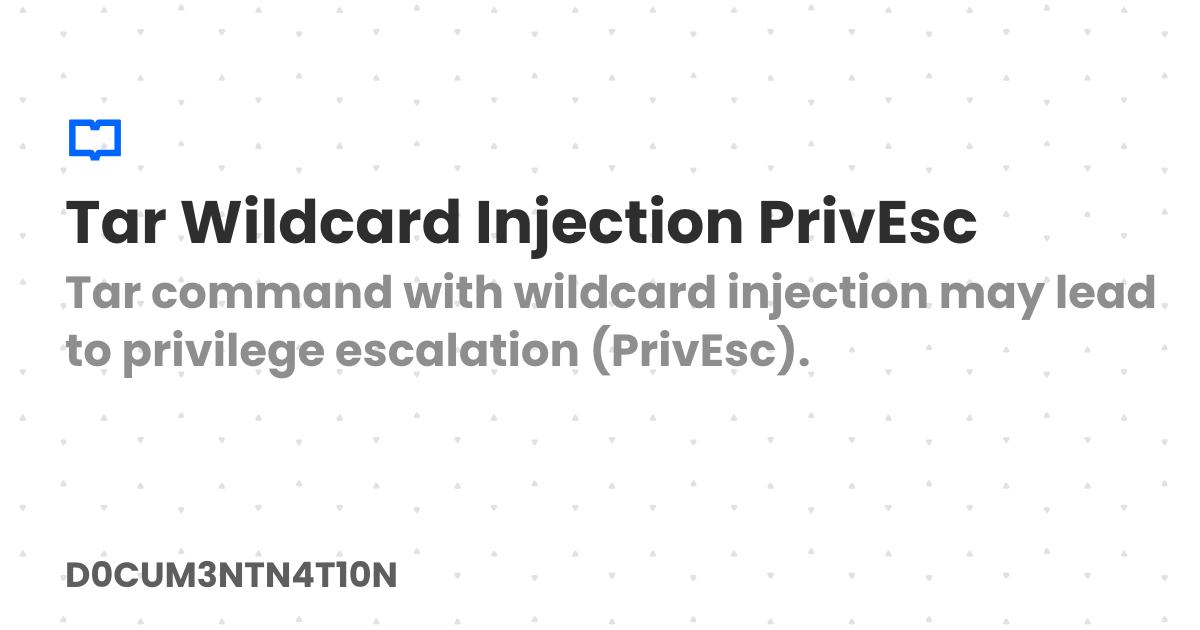 Tar Wildcard Injection PrivEsc
Tar command with wildcard injection may lead
to privilege escalation (PrivEsc).
D0CUM3NTN4T10N